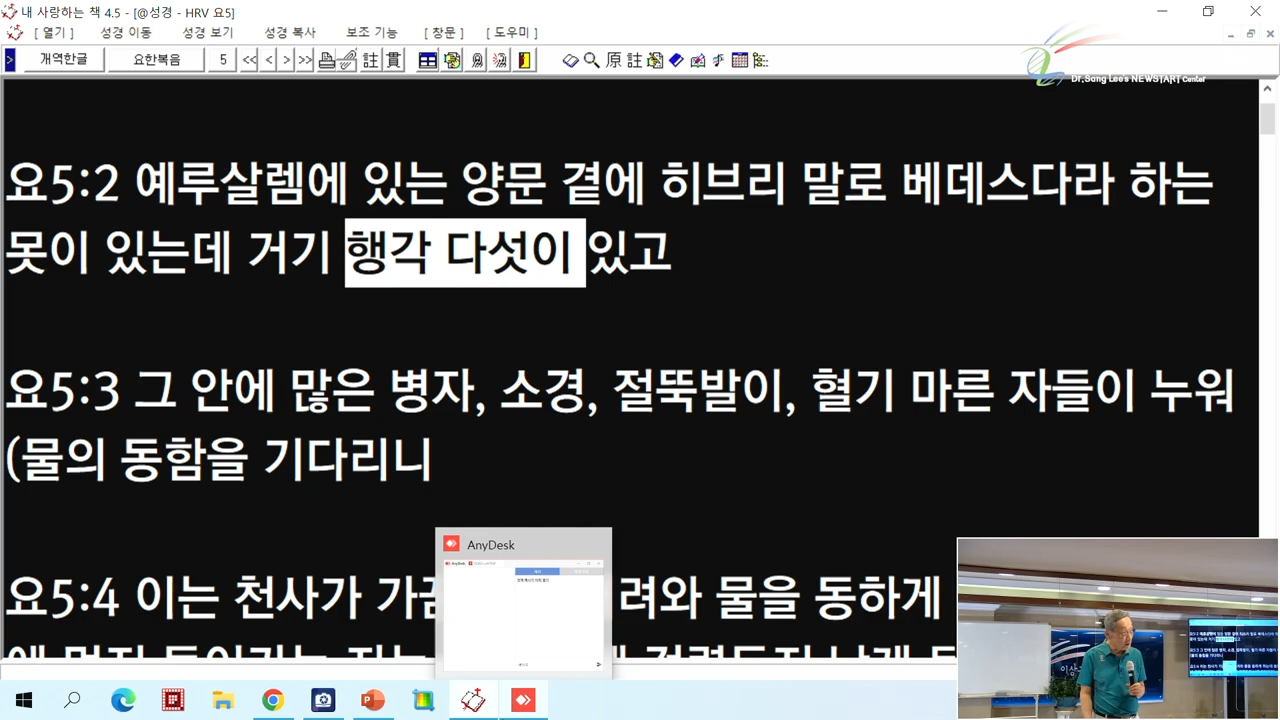 내 사랑하는 책 4.5 - [@성경 - HRV 요5]
[ 열기 ] 성경 이동 성경 보기 성경 복사 보조 기능 [ 창문 ] [ 도우미 ]
> 개역한글 요한복음 5 << < > >> 註 貫 原 註
Dr.Sang Lee's NEWSTART Center
요5:2 예루살렘에 있는 양문 곁에 히브리 말로 베데스다라 하는
못이 있는데 거기 행각 다섯이 있고
요5:3 그 안에 많은 병자, 소경, 절뚝발이, 혈기 마른 자들이 누워
(물의 동함을 기다리니
AnyDesk
요5:4 이는 천사가 가끔 려와 물을 동하게